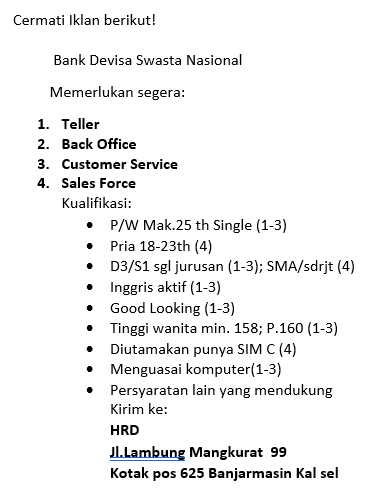 Cermati Iklan berikut!
Bank Devisa Swasta Nasional
Memerlukan segera:
1. Teller
2. Back Office
3. Customer Service
4. Sales Force
Kualifikasi:
• P/W Mak.25 th Single (1-3)
• Pria 18-23th (4)
• D3/S1 sgl jurusan (1-3); SMA/sdrjt (4)
• Inggris aktif (1-3)
• Good Looking (1-3)
• Tinggi wanita min. 158; P.160 (1-3)
• Diutamakan punya SIM C (4)
• Menguasai komputer(1-3)
• Persyaratan lain yang mendukung
Kirim ke:
HRD
Jl.Lambung Mangkurat 99
Kotak pos 625 Banjarmasin Kal sel